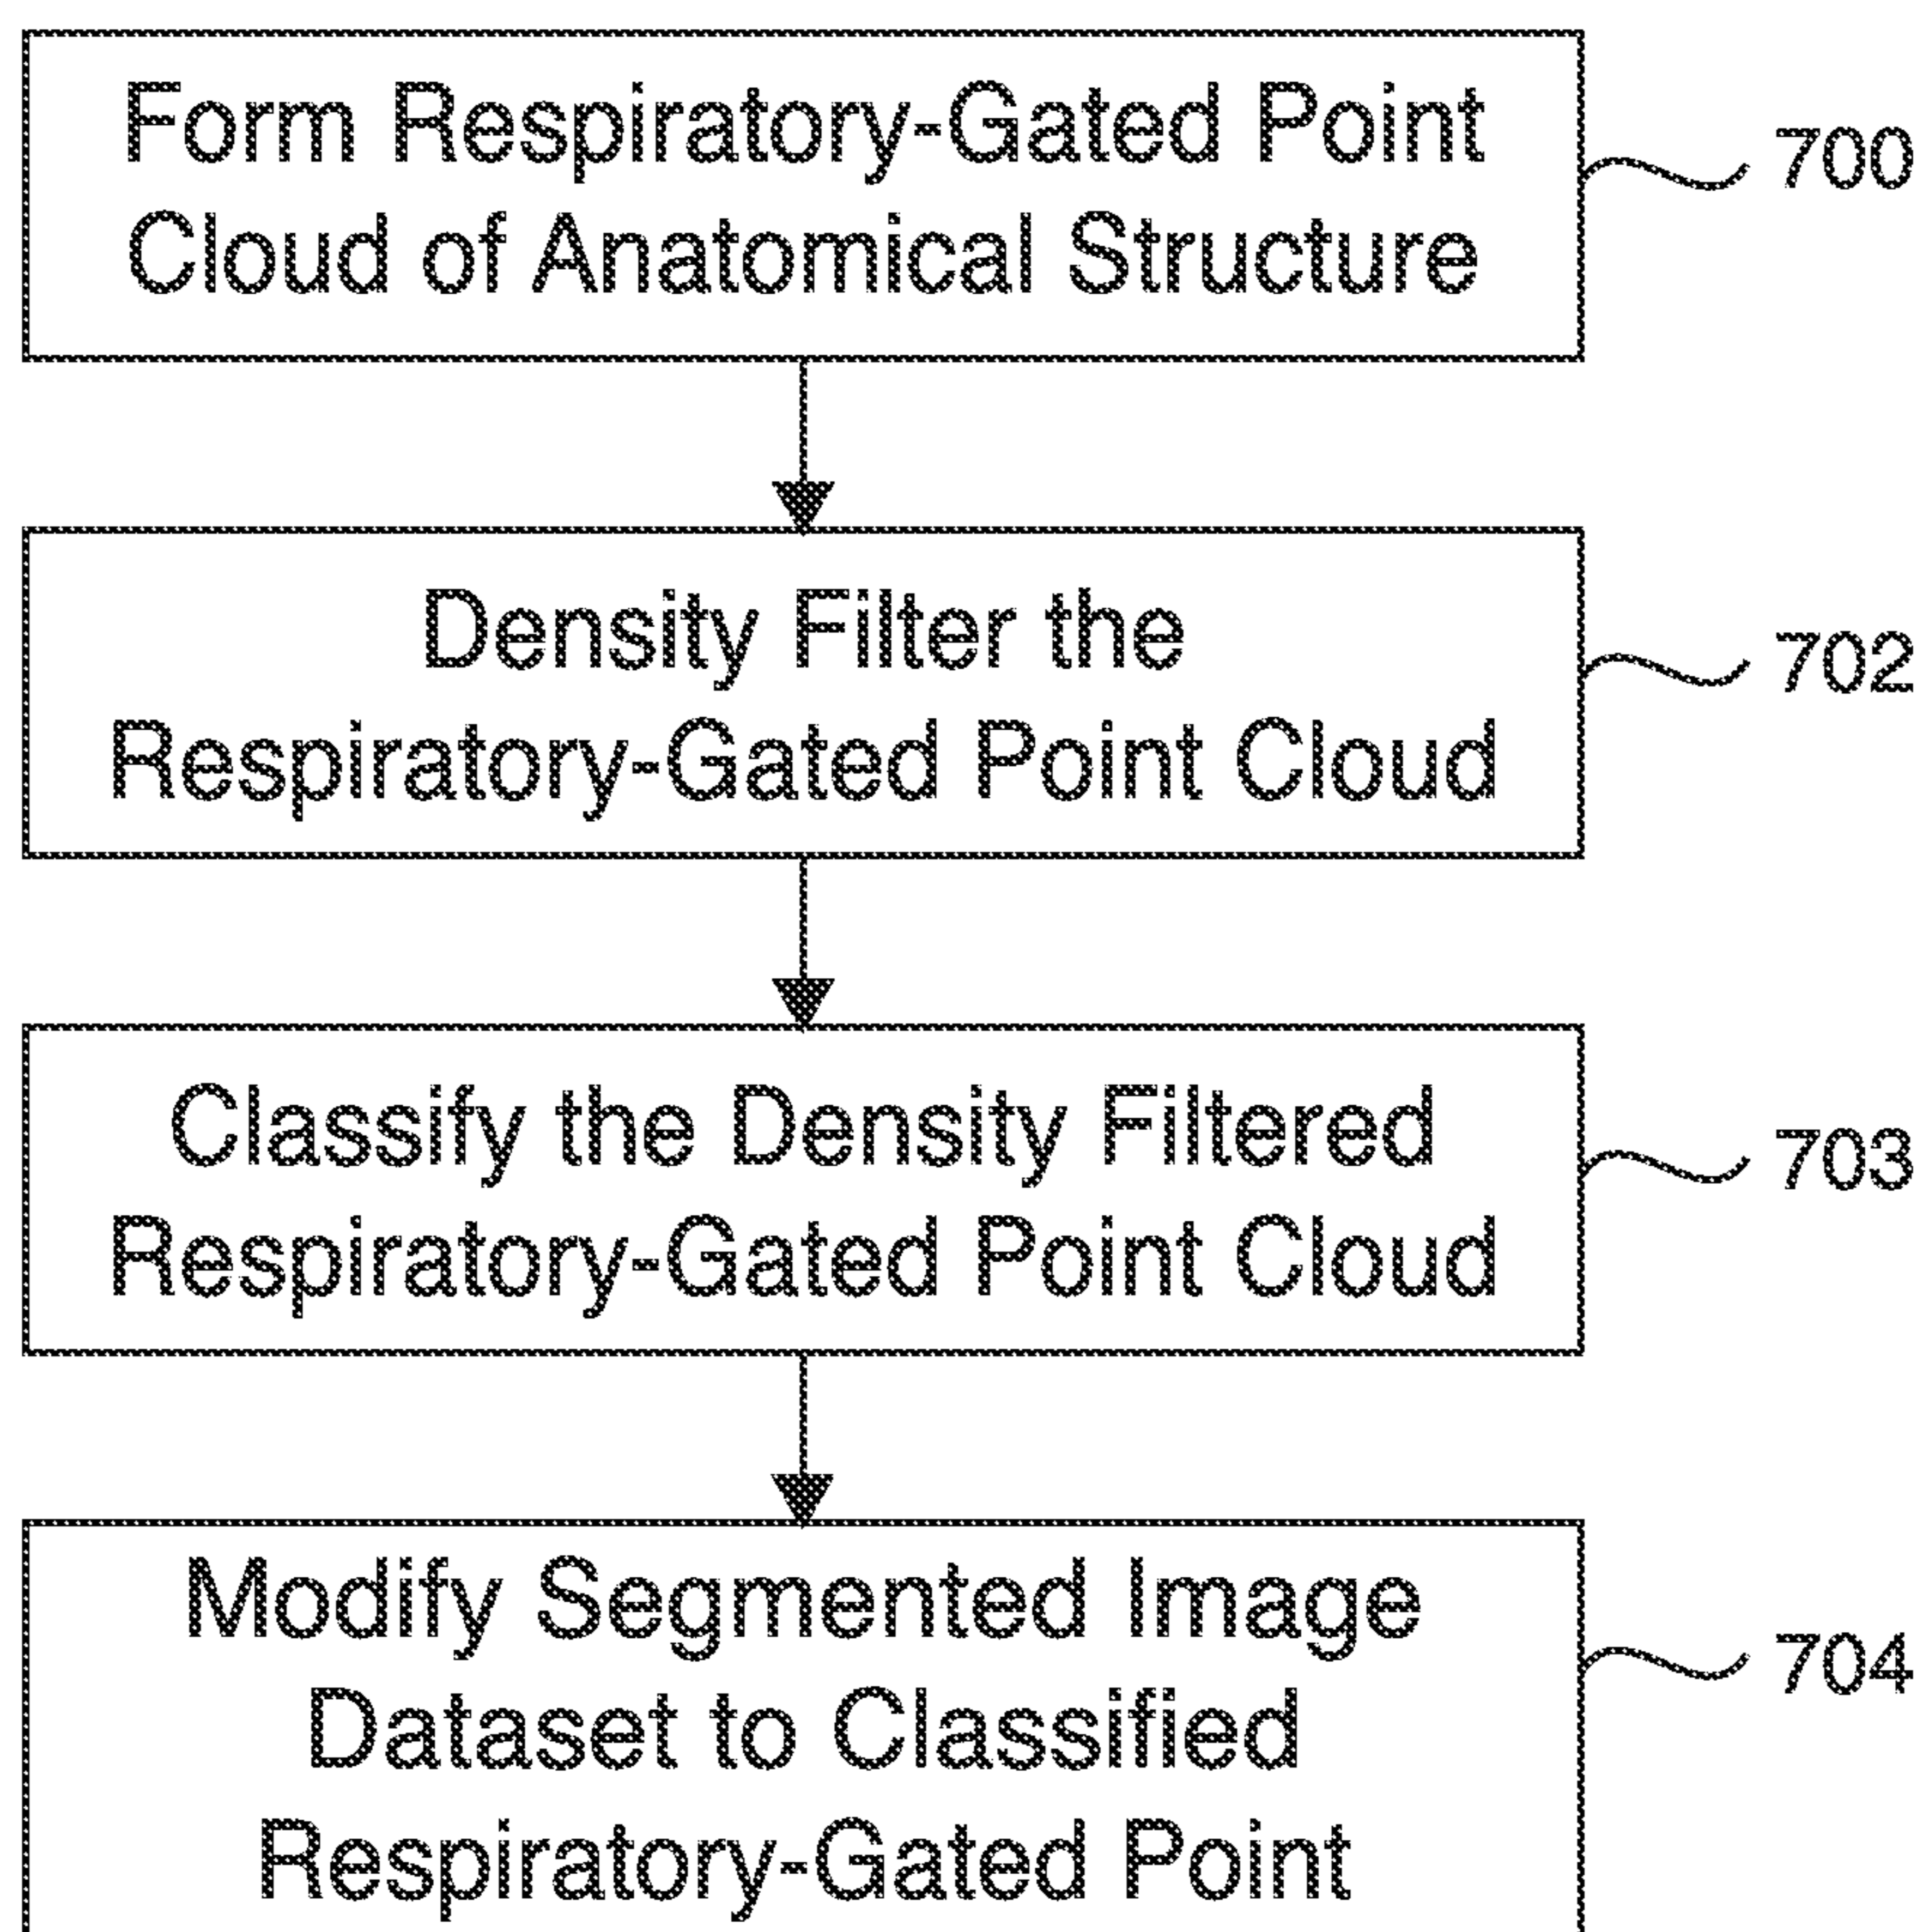 Form Respiratory-Gated Point
Cloud of Anatomical Structure
700
Density Filter the
Respiratory-Gated Point Cloud
702
Classify the Density Filtered
Respiratory-Gated Point Cloud
703
Modify Segmented Image
Dataset to Classified
Respiratory-Gated Point
704